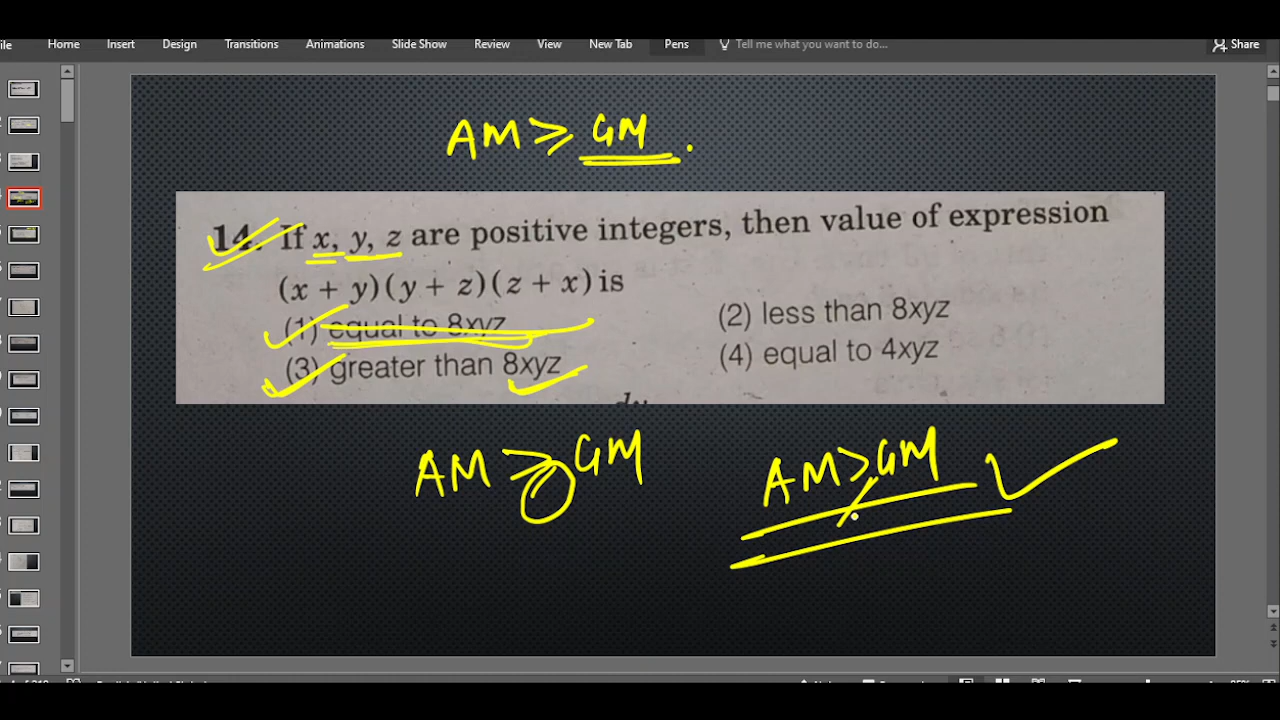 Home Insert Design Transitions Animations Slide Show Review View New Tab Pens Tell me what you want to do... Share
AM ≥ GM .
14. If x, y, z are positive integers, then value of expression
(x + y)(y + z)(z + x) is
(1) equal to 8xyz
(2) less than 8xyz
(3) greater than 8xyz
(4) equal to 4xyz
AM ≥ GM
AM > GM